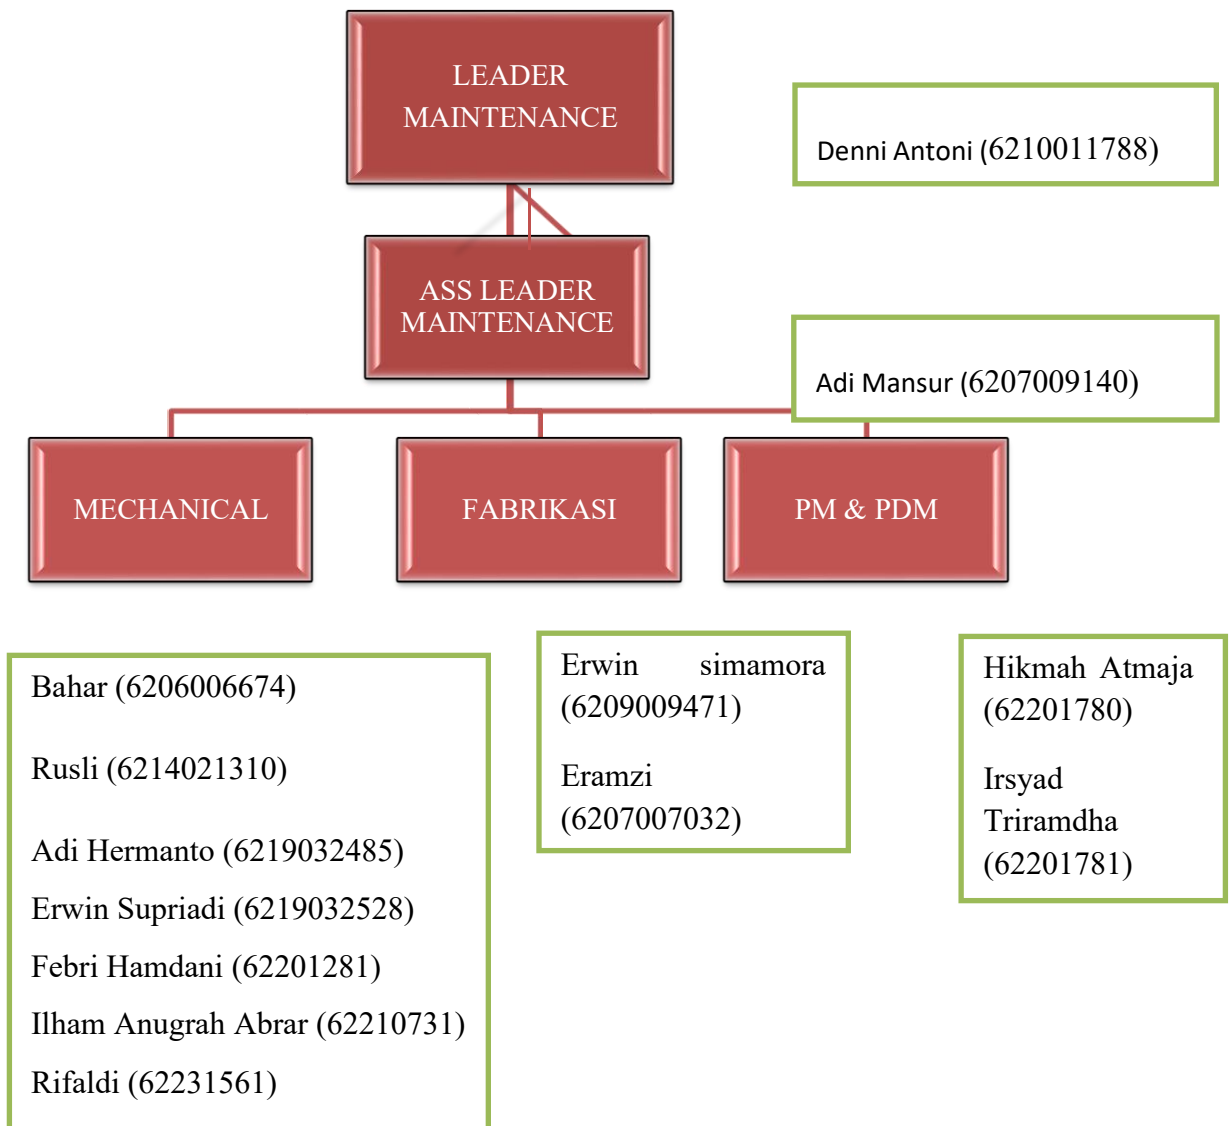 LEADER
MAINTENANCE
Denni Antoni (6210011788)
ASS LEADER
MAINTENANCE
Adi Mansur (6207009140)
MECHANICAL
FABRIKASI
PM & PDM
Bahar (6206006674)
Rusli (6214021310)
Adi Hermanto (6219032485)
Erwin Supriadi (6219032528)
Febri Hamdani (62201281)
Ilham Anugrah Abrar (62210731)
Rifaldi (62231561)
Erwin simamora
(6209009471)
Eramzi
(6207007032)
Hikmah Atmaja
(62201780)
Irsyad
Triramdha
(62201781)